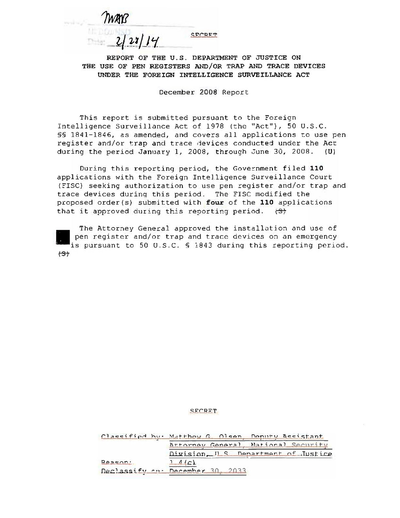 2/28/14
SECRET
REPORT OF THE U.S. DEPARTMENT OF JUSTICE ON
THE USE OF PEN REGISTERS AND/OR TRAP AND TRACE DEVICES
UNDER THE FOREIGN INTELLIGENCE SURVEILLANCE ACT
December 2008 Report
This report is submitted pursuant to the Foreign
Intelligence Surveillance Act of 1978 (the "Act"), 50 U.S.C.
§§ 1841-1846, as amended, and covers all applications to use pen
register and/or trap and trace devices conducted under the Act
during the period January 1, 2008, through June 30, 2008. (U)
During this reporting period, the Government filed 110
applications with the Foreign Intelligence Surveillance Court
(FISC) seeking authorization to use pen register and/or trap and
trace devices during this period. The FISC modified the
proposed order(s) submitted with four of the 110 applications
that it approved during this reporting period. (S)
The Attorney General approved the installation and use of
pen register and/or trap and trace devices on an emergency
is pursuant to 50 U.S.C. § 1843 during this reporting period.
(S)
SECRET
Classified by: Matthew G. Olsen, Deputy Assistant
Attorney General, National Security
Division, U.S. Department of Justice
Reason: 1.4(c)
Declassify on: December 30, 2033